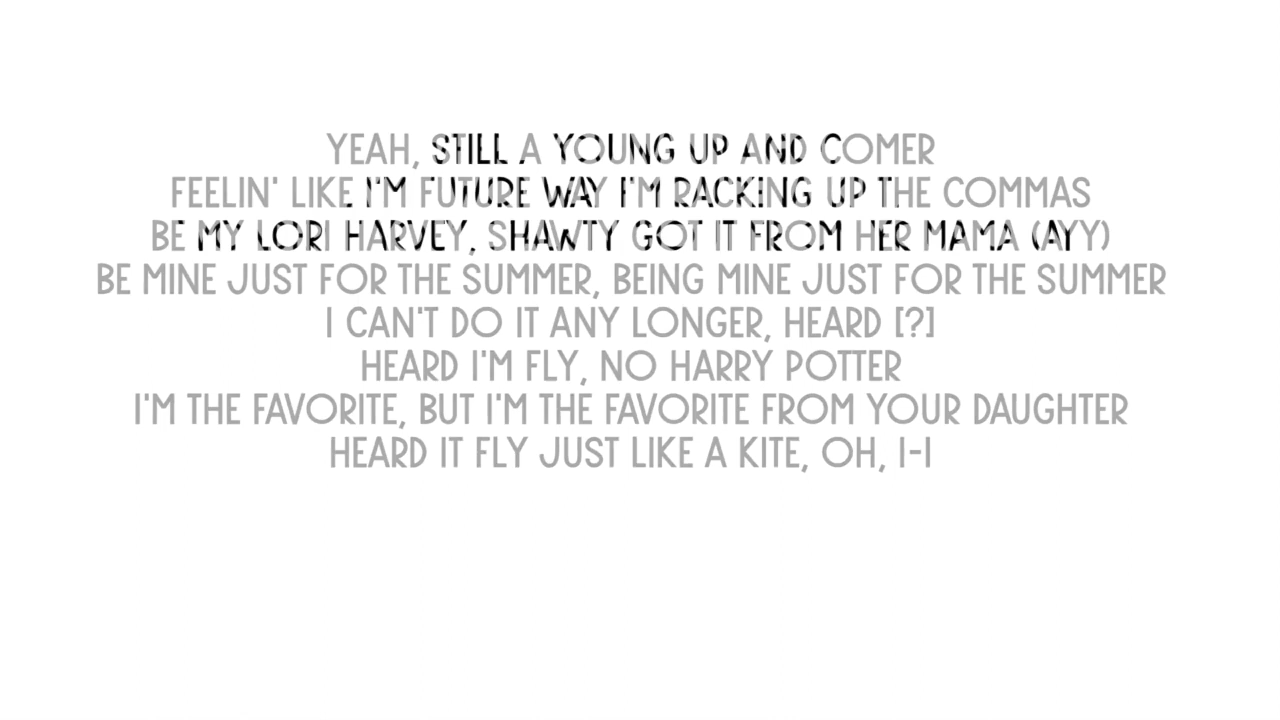 YEAH, STILL A YOUNG UP AND COMER
FEELIN' LIKE I'M FUTURE WAY I'M RACKING UP THE COMMAS
BE MY LORI HARVEY, SHAWTY GOT IT FROM HER MAMA (AYY)
BE MINE JUST FOR THE SUMMER, BEING MINE JUST FOR THE SUMMER
I CAN'T DO IT ANY LONGER, HEARD [?]
HEARD I'M FLY, NO HARRY POTTER
I'M THE FAVORITE, BUT I'M THE FAVORITE FROM YOUR DAUGHTER
HEARD IT FLY JUST LIKE A KITE, OH, I-I